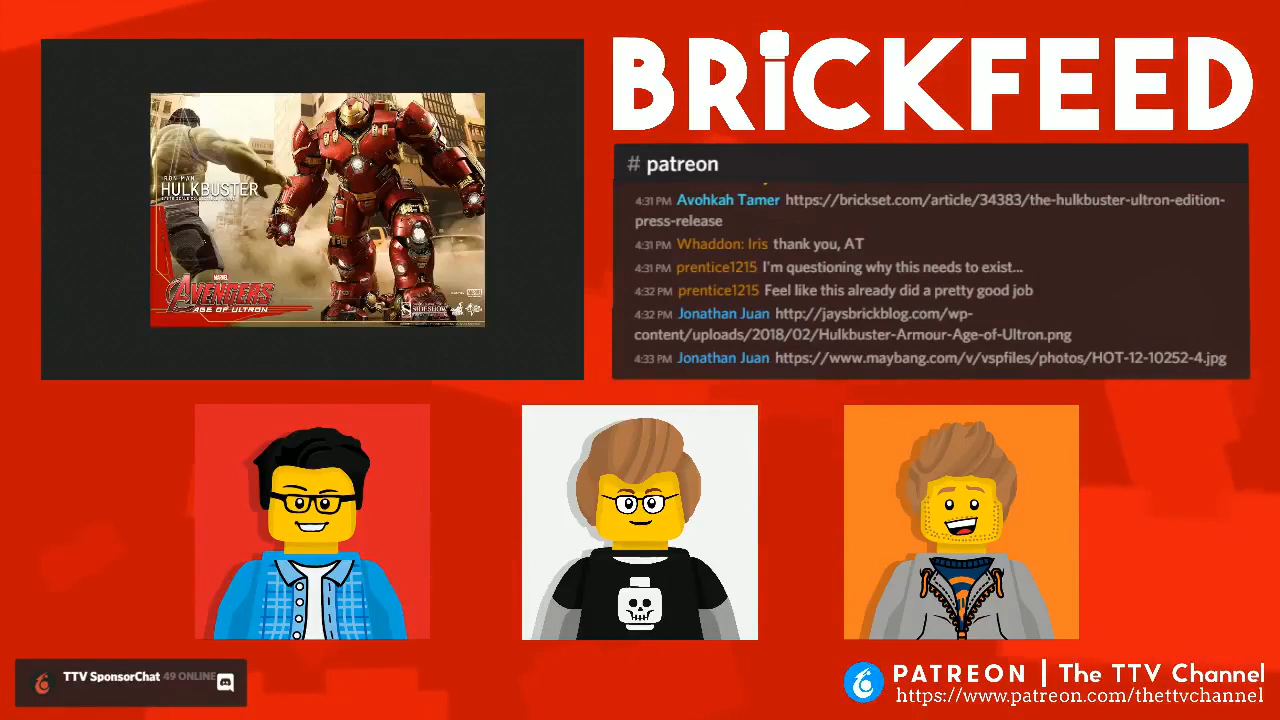 BRiCKFEED
IRON MAN
HULKBUSTER
MARVEL
AVENGERS
AGE OF ULTRON
SIDESHOW
# patreon
4:31 PM Avohkah Tamer https://brickset.com/article/34383/the-hulkbuster-ultron-edition-
press-release
4:31 PM Whaddon: Iris thank you, AT
4:31 PM prentice1215 I'm questioning why this needs to exist...
4:32 PM prentice1215 Feel like this already did a pretty good job
4:32 PM Jonathan Juan http://jaysbrickblog.com/wp-
content/uploads/2018/02/Hulkbuster-Armour-Age-of-Ultron.png
4:33 PM Jonathan Juan https://www.maybang.com/v/vspfiles/photos/HOT-12-10252-4.jpg
TTV SponsorChat 49 ONLINE
PATREON | The TTV Channel
https://www.patreon.com/thettvchannel